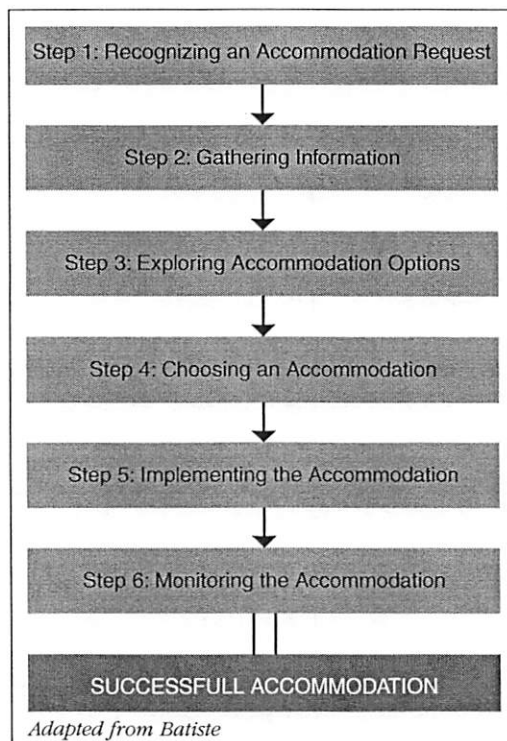 Step 1: Recognizing an Accommodation Request
Step 2: Gathering Information
Step 3: Exploring Accommodation Options
Step 4: Choosing an Accommodation
Step 5: Implementing the Accommodation
Step 6: Monitoring the Accommodation
SUCCESSFULL ACCOMMODATION
Adapted from Batiste